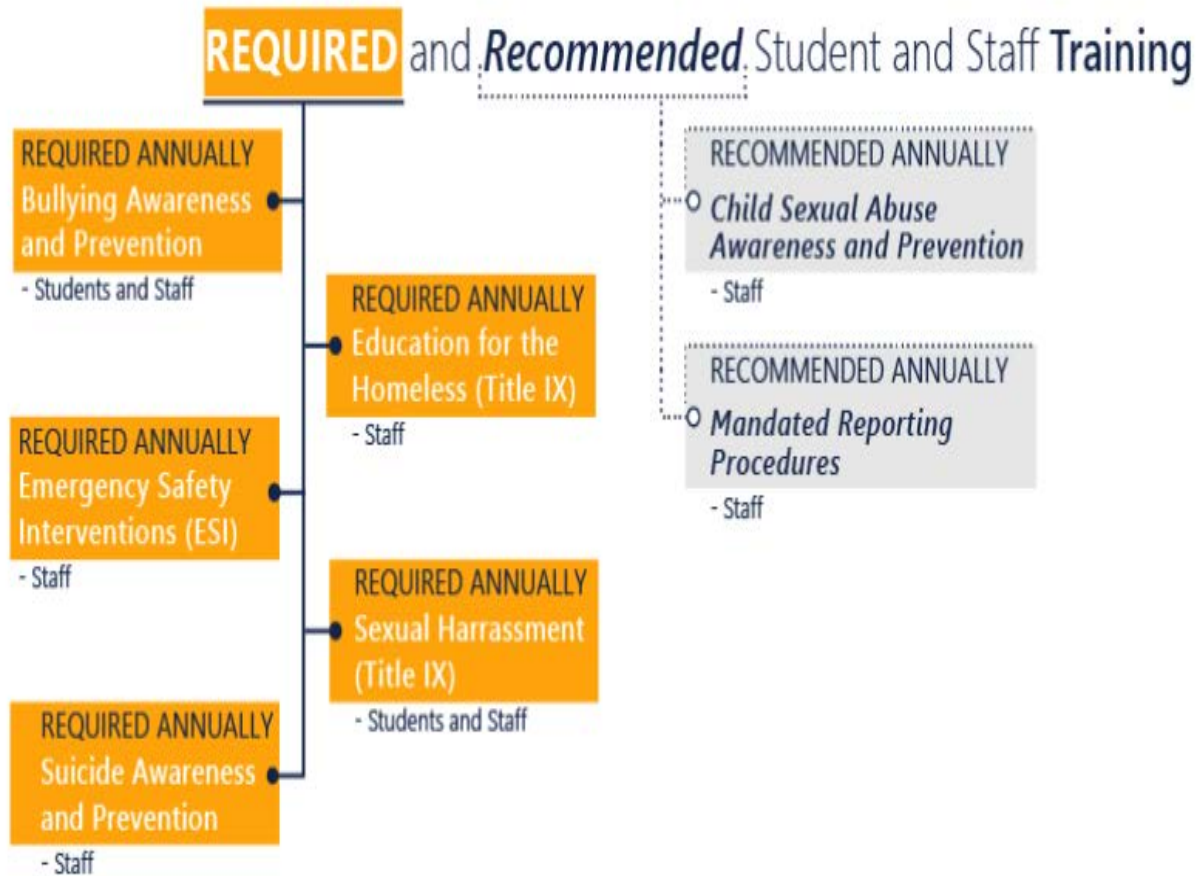 REQUIRED and Recommended Student and Staff Training
REQUIRED ANNUALLY
Bullying Awareness
and Prevention
- Students and Staff
REQUIRED ANNUALLY
Education for the
Homeless (Title IX)
- Staff
REQUIRED ANNUALLY
Emergency Safety
Interventions (ESI)
- Staff
REQUIRED ANNUALLY
Sexual Harrassment
(Title IX)
- Students and Staff
REQUIRED ANNUALLY
Suicide Awareness
and Prevention
- Staff
RECOMMENDED ANNUALLY
Child Sexual Abuse
Awareness and Prevention
- Staff
RECOMMENDED ANNUALLY
Mandated Reporting
Procedures
- Staff